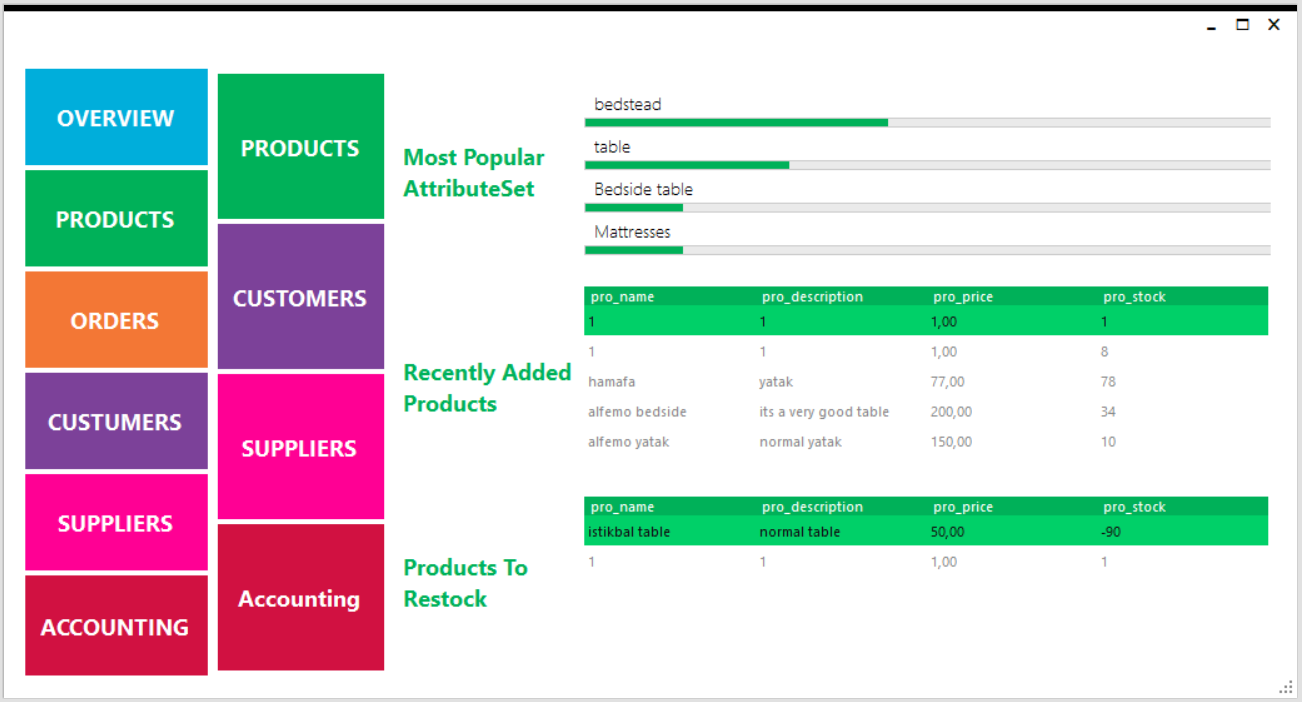 OVERVIEW
PRODUCTS
ORDERS
CUSTUMERS
SUPPLIERS
ACCOUNTING
PRODUCTS
CUSTOMERS
SUPPLIERS
Accounting
Most Popular
AttributeSet
bedstead
table
Bedside table
Mattresses
Recently Added
Products
pro_name pro_description pro_price pro_stock
1 1 1,00 1
1 1 1,00 8
hamafa yatak 77,00 78
alfemo bedside its a very good table 200,00 34
alfemo yatak normal yatak 150,00 10
Products To
Restock
pro_name pro_description pro_price pro_stock
istikbal table normal table 50,00 -90
1 1 1,00 1